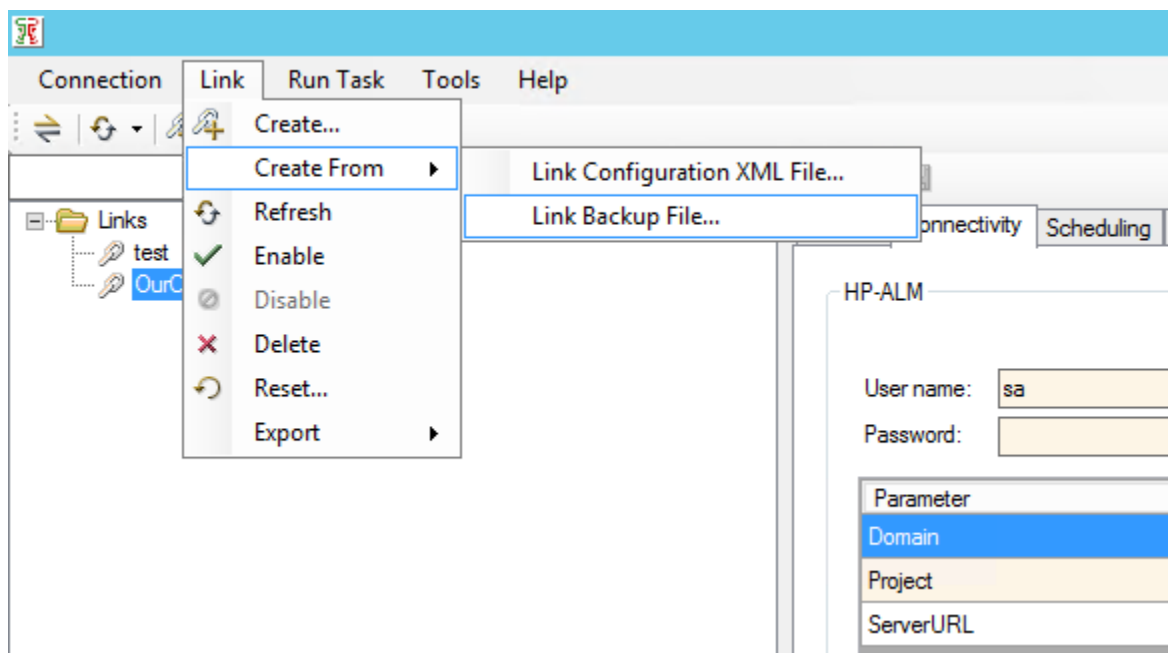 Connection Link Run Task Tools Help
Create...
Create From
Link Configuration XML File...
Refresh
Link Backup File...
Links
Scheduling
test
Enable
Disable
HP-ALM
Delete
Reset...
User name: sa
Export
Password:
Parameter
Domain
Project
ServerURL